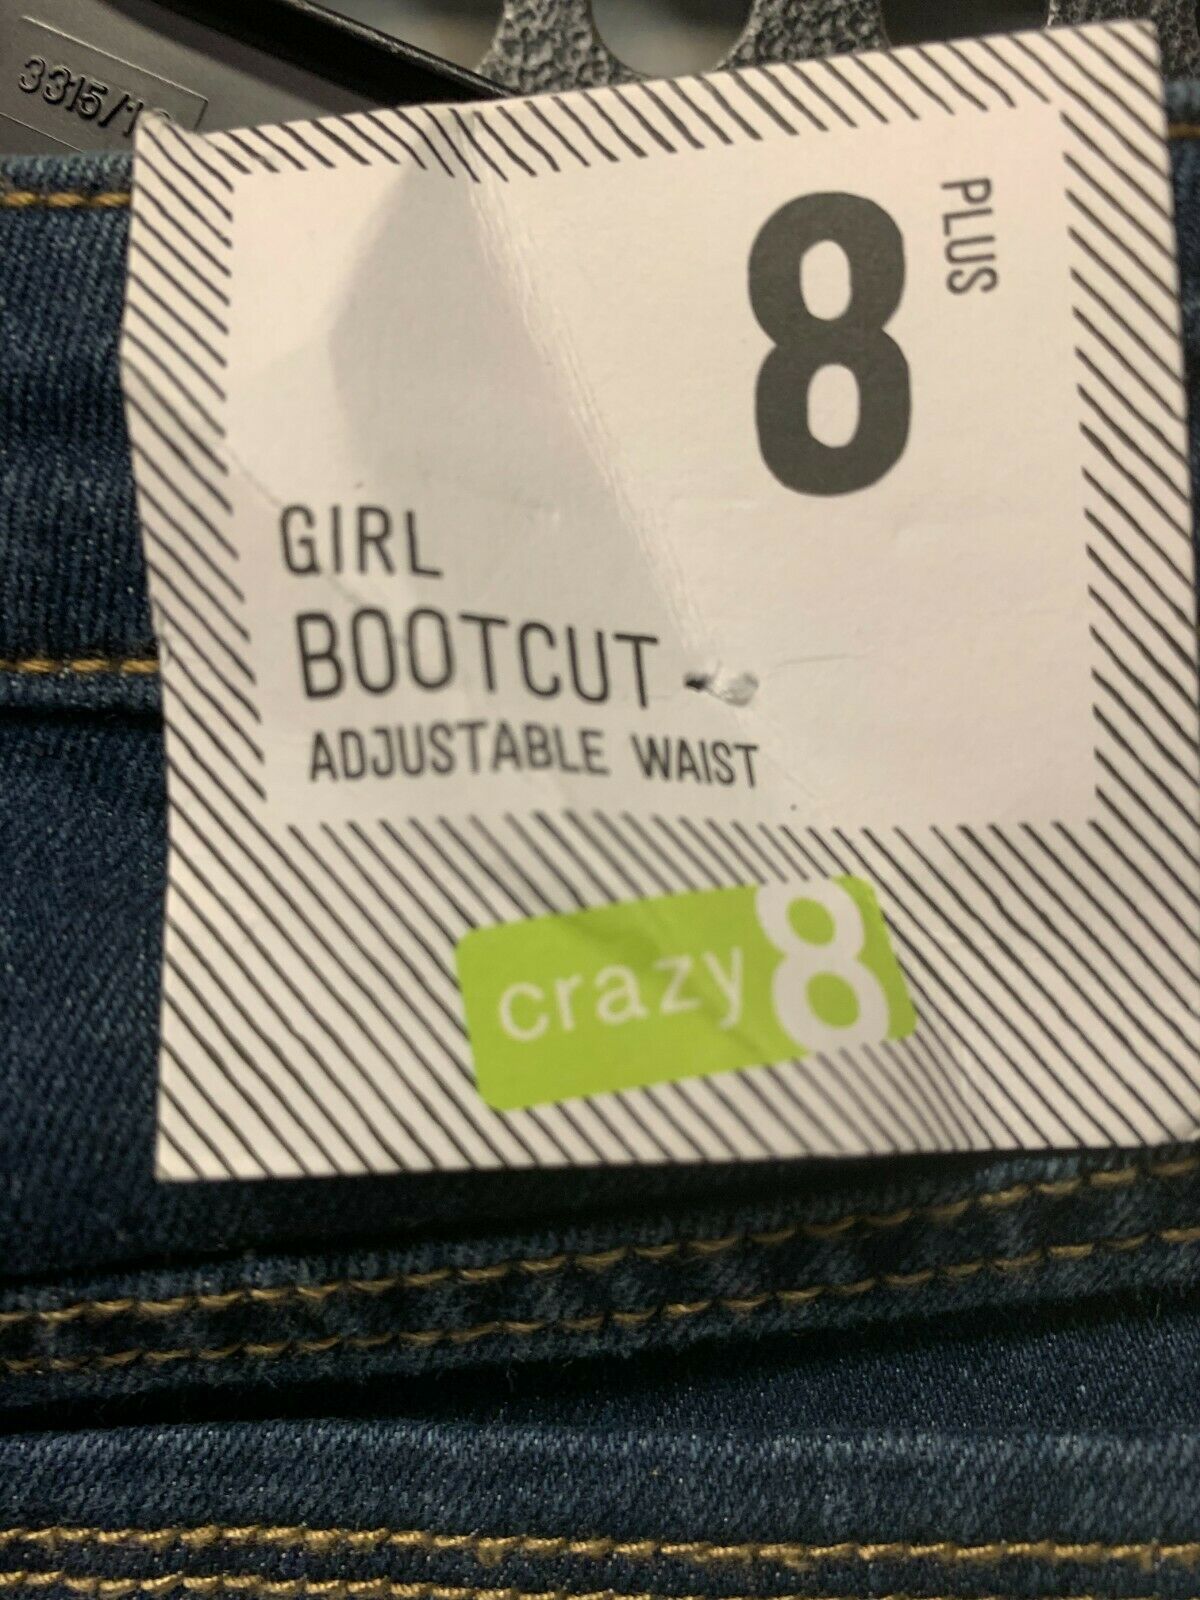 8
PLUS
GIRL
BOOTCUT
ADJUSTABLE WAIST
crazy8